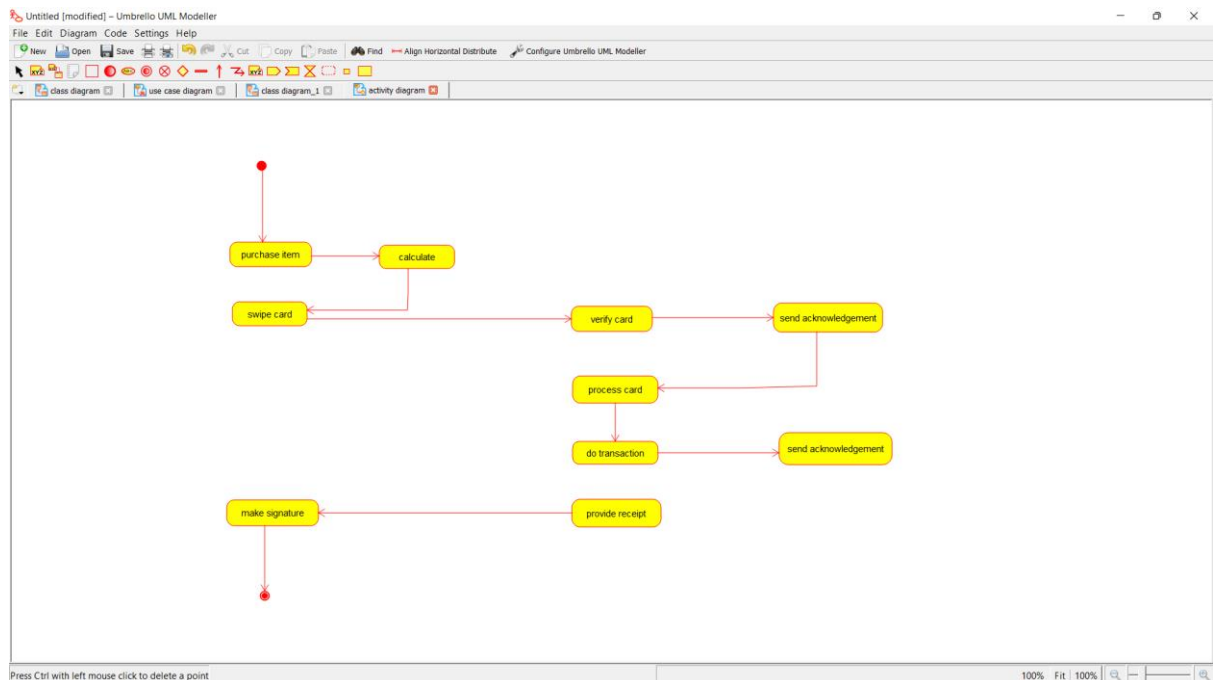 Untitled [modified] – Umbrello UML Modeller
File Edit Diagram Code Settings Help
New Open Save Cut Copy Paste Find Align Horizontal Distribute Configure Umbrello UML Modeller
class diagram use case diagram class diagram_1 activity diagram
purchase item calculate
swipe card verify card send acknowledgement
process card
do transaction send acknowledgement
make signature provide receipt
Press Ctrl with left mouse click to delete a point 100% Fit 100%